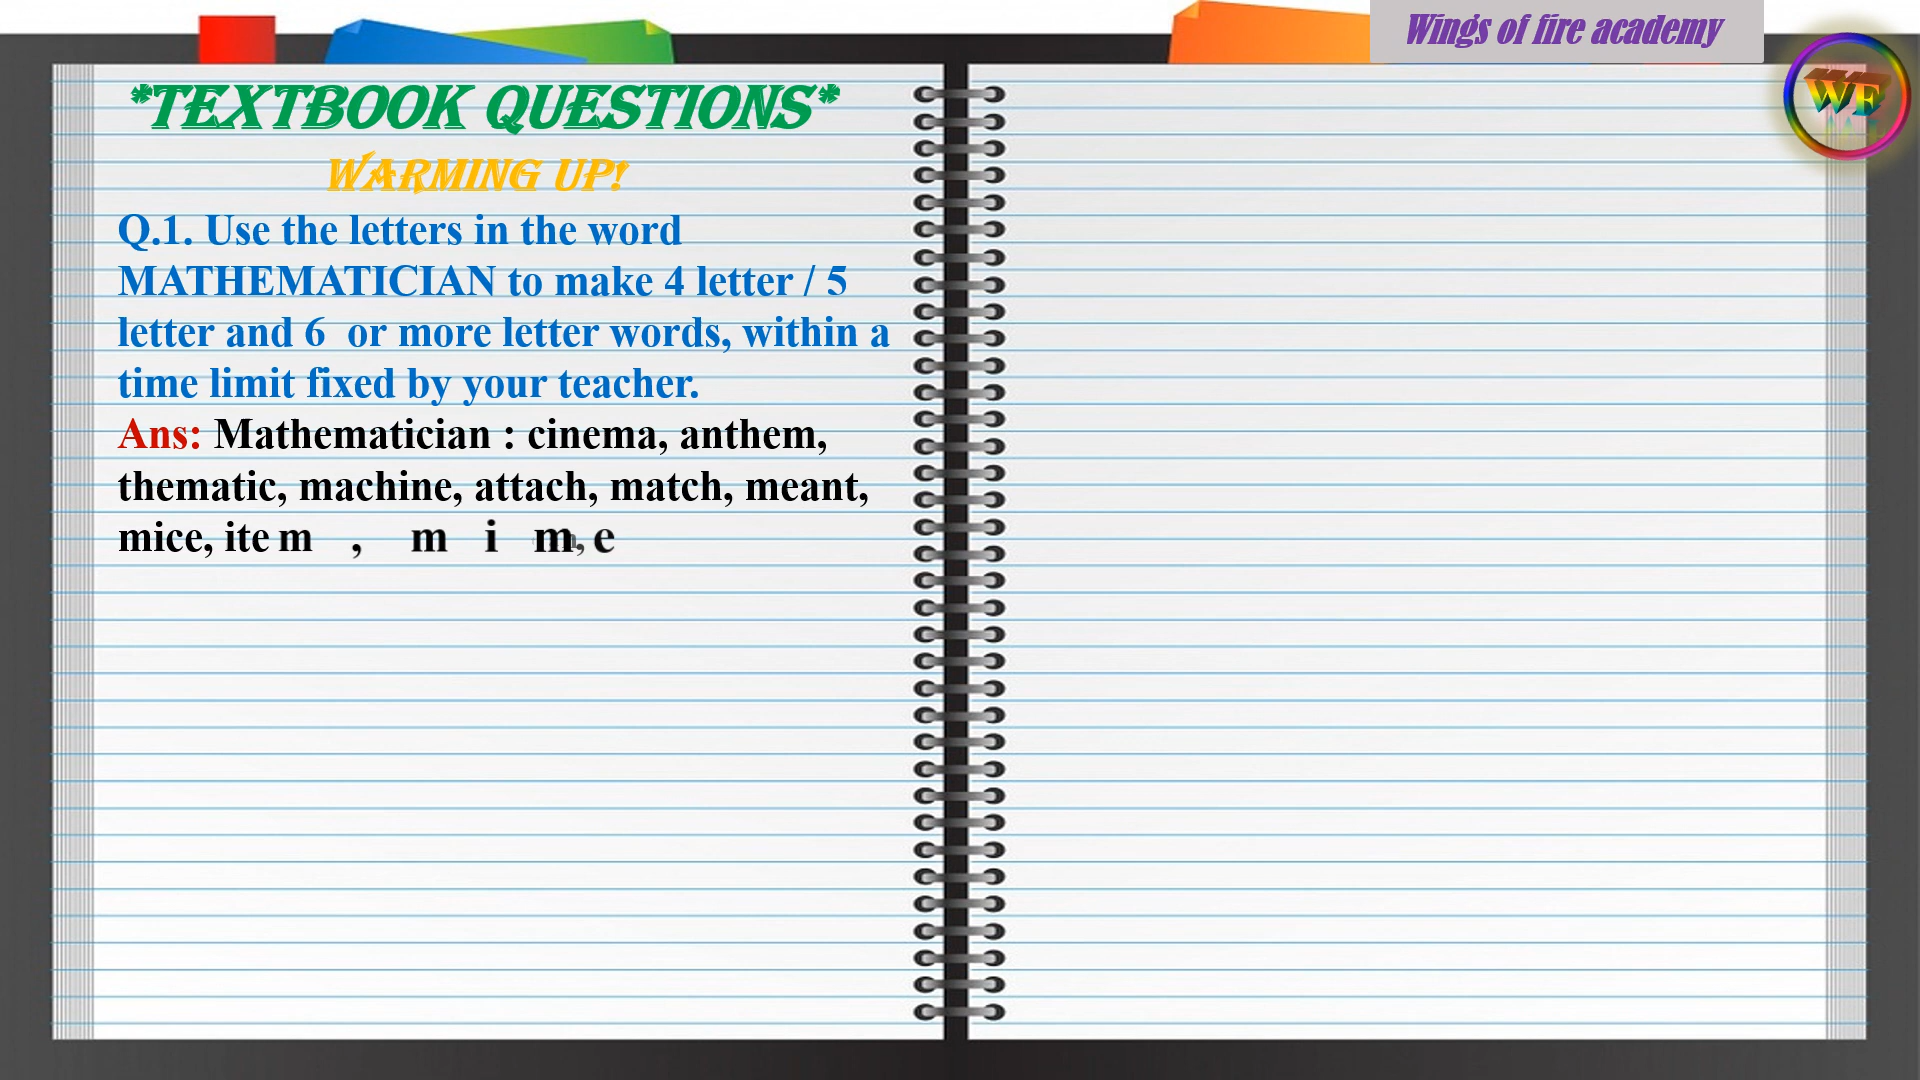 Wings of fire academy
WF
*TEXTBOOK QUESTIONS*
WARMING UP!
Q.1. Use the letters in the word
MATHEMATICIAN to make 4 letter / 5
letter and 6 or more letter words, within a
time limit fixed by your teacher.
Ans: Mathematician : cinema, anthem,
thematic, machine, attach, match, meant,
mice, item, mime